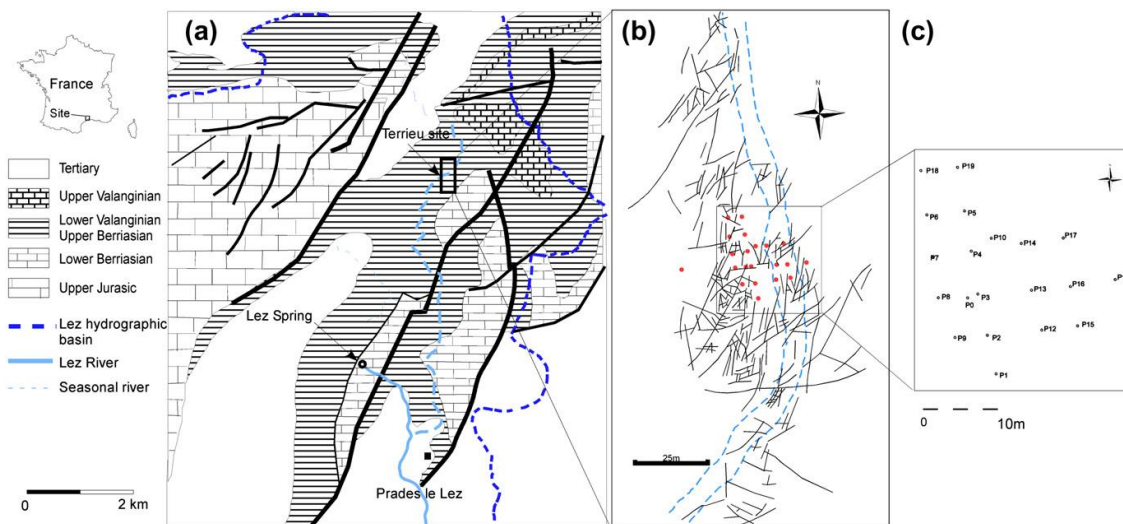 France
Site
Tertiary
Upper Valanginian
Lower Valanginian
Upper Berriasian
Lower Berriasian
Upper Jurasic
Lez hydrographic
basin
Lez River
Seasonal river
0
2 km
(a)
Terrieu site
Lez Spring
Prades le Lez
(b)
N
25m
(c)
P18
P19
P6
P5
P10
P14
P17
P7
P4
P
P8
P0
P3
P13
P16
P9
P2
P12
P15
P1
0
10m